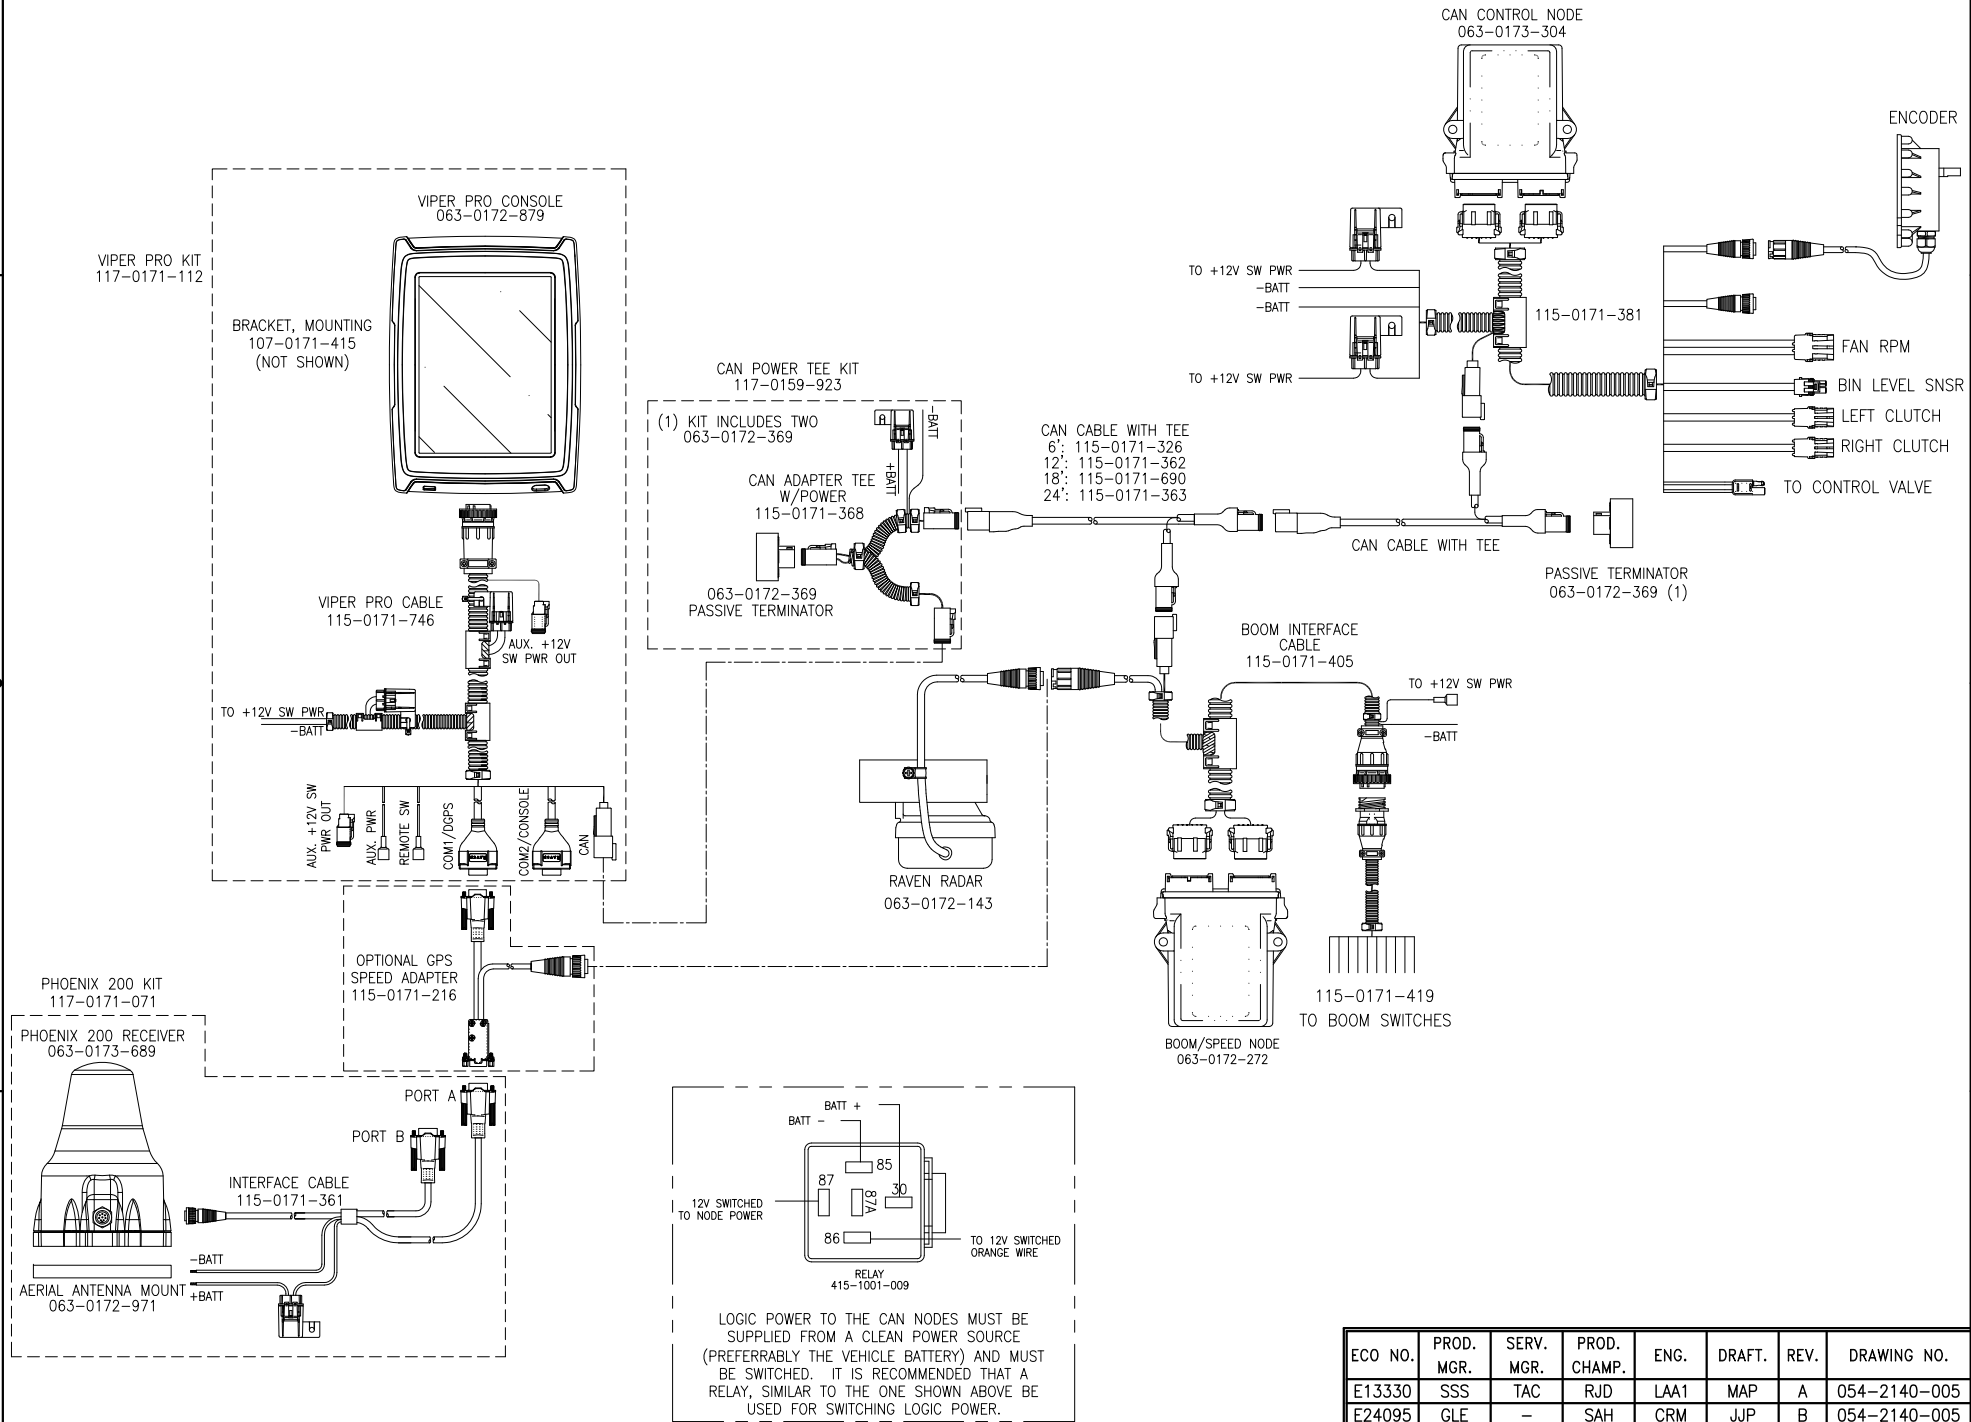 CAN CONTROL NODE
063-0173-304
ENCODER
VIPER PRO CONSOLE
063-0172-879
VIPER PRO KIT
117-0171-112
BRACKET, MOUNTING
107-0171-415
(NOT SHOWN)
TO +12V SW PWR
-BATT
-BATT
TO +12V SW PWR
115-0171-381
FAN RPM
BIN LEVEL SNSR
LEFT CLUTCH
RIGHT CLUTCH
TO CONTROL VALVE
CAN POWER TEE KIT
117-0159-923
(1) KIT INCLUDES TWO
063-0172-369
-BATT
+BATT
CAN ADAPTER TEE
W/POWER
115-0171-368
063-0172-369
PASSIVE TERMINATOR
CAN CABLE WITH TEE
6': 115-0171-326
12': 115-0171-362
18': 115-0171-690
24': 115-0171-363
CAN CABLE WITH TEE
PASSIVE TERMINATOR
063-0172-369 (1)
VIPER PRO CABLE
115-0171-746
AUX. +12V
SW PWR OUT
TO +12V SW PWR
-BATT
AUX. +12V SW
PWR OUT
AUX. PWR
REMOTE SW
COM1/DGPS
COM2/CONSOLE
CAN
BOOM INTERFACE
CABLE
115-0171-405
TO +12V SW PWR
-BATT
RAVEN RADAR
063-0172-143
OPTIONAL GPS
SPEED ADAPTER
115-0171-216
115-0171-419
TO BOOM SWITCHES
BOOM/SPEED NODE
063-0172-272
PHOENIX 200 KIT
117-0171-071
PHOENIX 200 RECEIVER
063-0173-689
PORT A
PORT B
INTERFACE CABLE
115-0171-361
-BATT
+BATT
AERIAL ANTENNA MOUNT
063-0172-971
BATT +
BATT -
85
87
87A
30
86
12V SWITCHED
TO NODE POWER
TO 12V SWITCHED
ORANGE WIRE
RELAY
415-1001-009
LOGIC POWER TO THE CAN NODES MUST BE
SUPPLIED FROM A CLEAN POWER SOURCE
(PREFERRABLY THE VEHICLE BATTERY) AND MUST
BE SWITCHED. IT IS RECOMMENDED THAT A
RELAY, SIMILAR TO THE ONE SHOWN ABOVE BE
USED FOR SWITCHING LOGIC POWER.
ECO NO. PROD. MGR. SERV. MGR. PROD. CHAMP. ENG. DRAFT. REV. DRAWING NO.
E13330 SSS TAC RJD LAA1 MAP A 054-2140-005
E24095 GLE - SAH CRM JJP B 054-2140-005